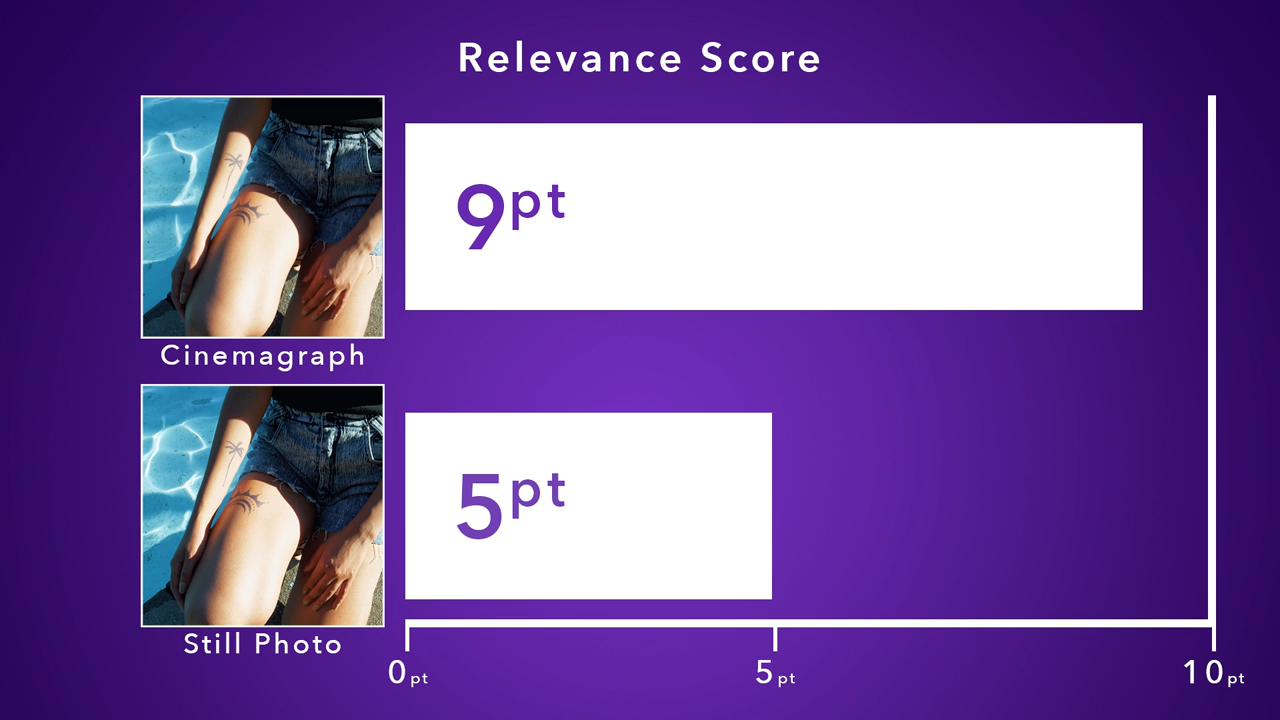 Relevance Score
9pt
Cinemagraph
5pt
Still Photo
0pt 5pt 10pt